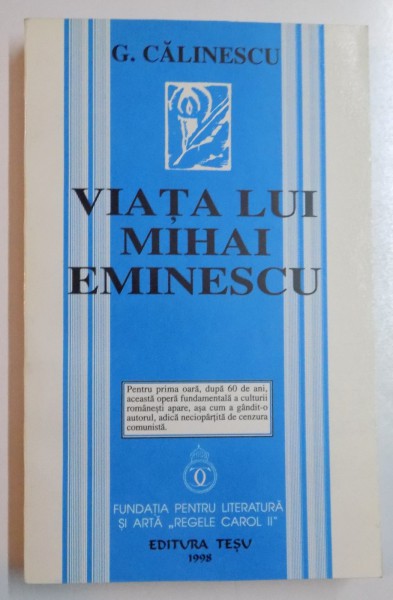 G. CĂLINESCU
VIAȚA LUI
MIHAI
EMINESCU
Pentru prima oară, după 60 de ani,
această operă fundamentală a culturii
românești apare, așa cum a gândit-o
autorul, adică neciopârțită de cenzura
comunistă.
FUNDAȚIA PENTRU LITERATURĂ
ȘI ARTĂ „REGELE CAROL II"
EDITURA TEȘU
1998